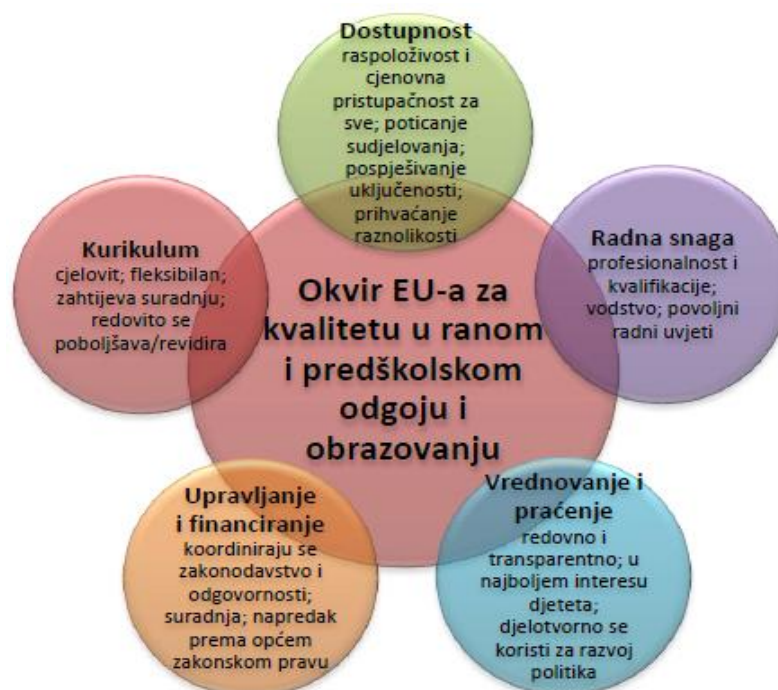 Dostupnost
raspoloživost i
cjenovna
pristupačnost za
sve; poticanje
sudjelovanja;
pospješivanje
uključenosti;
prihvaćanje
raznolikosti
Kurikulum
cjelovit; fleksibilan;
zahtijeva suradnju;
redovito se
poboljšava/revidira
Okvir EU-a za
kvalitetu u ranom
i predškolskom
odgoju i
obrazovanju
Radna snaga
profesionalnost i
kvalifikacije;
vodstvo; povoljni
radni uvjeti
Upravljanje
i financiranje
koordiniraju se
zakonodavstvo i
odgovornosti;
suradnja; napredak
prema općem
zakonskom pravu
Vrednovanje i
praćenje
redovno i
transparentno; u
najboljem interesu
djeteta;
djelotvorno se
koristi za razvoj
politika